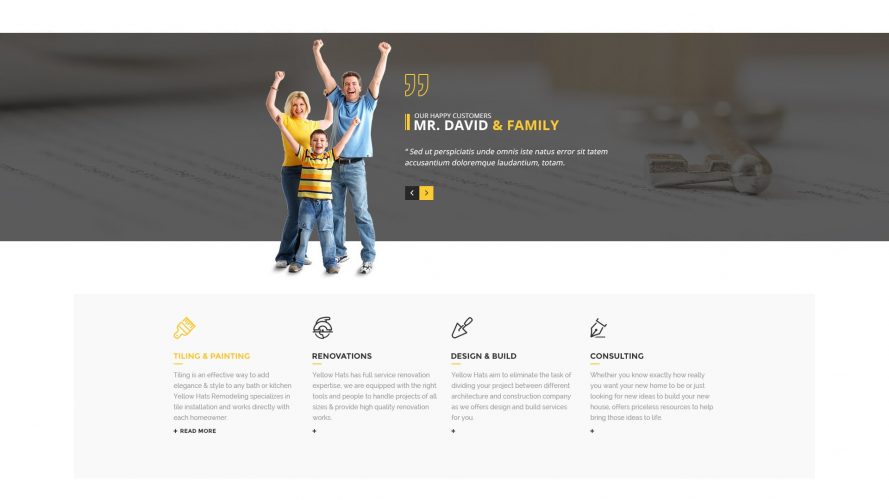 OUR HAPPY CUSTOMERS
MR. DAVID & FAMILY
" Sed ut perspiciatis unde omnis iste natus error sit tatem
accusantium doloremque laudantium, totam.
TILING & PAINTING
Tiling is an effective way to add
elegance & style to any bath or kitchen
Yellow Hats Remodeling specializes in
tile installation and works directly with
each homeowner.
+ READ MORE
RENOVATIONS
Yellow Hats has full service renovation
expertise, we are equipped with the right
tools and people to handle projects of all
sizes & provide high quality renovation
works.
+
DESIGN & BUILD
Yellow Hats aim to eliminate the task of
dividing your project between different
architecture and construction company
as we offers design and build services
for you.
+
CONSULTING
Whether you know exactly how really
you want your new home to be or just
looking for new ideas to build your new
house, offers priceless resources to help
bring those ideas to life.
+